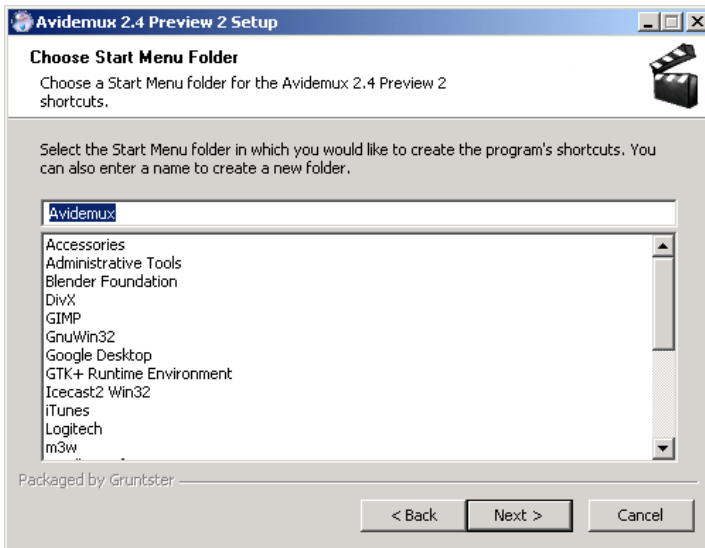 Avidemux 2.4 Preview 2 Setup
Choose Start Menu Folder
Choose a Start Menu folder for the Avidemux 2.4 Preview 2
shortcuts.
Select the Start Menu folder in which you would like to create the program's shortcuts. You
can also enter a name to create a new folder.
Avidemux
Accessories
Administrative Tools
Blender Foundation
DivX
GIMP
GnuWin32
Google Desktop
GTK+ Runtime Environment
Icecast2 Win32
iTunes
Logitech
m3w
Packaged by Gruntster
< Back Next > Cancel